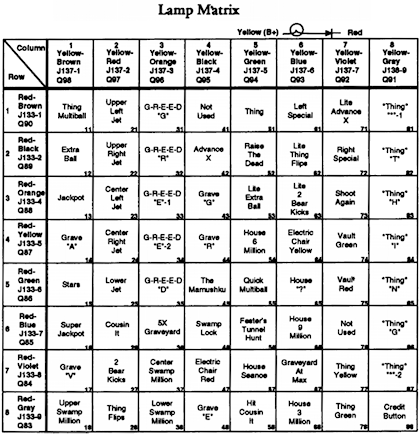 Lamp Matrix
Yellow (B+) Red
Column
Row
1 Yellow-Brown J137-1 Q98
2 Yellow-Red J137-2 Q97
3 Yellow-Orange J137-3 Q96
4 Yellow-Black J137-4 Q95
5 Yellow-Green J137-5 Q94
6 Yellow-Blue J137-6 Q93
7 Yellow-Violet J137-7 Q92
8 Yellow-Gray J136-9 Q91
1 Red-Brown J133-1 Q90
Thing Multiball 11
Upper Left Jet 21
G-R-E-E-D "G" 31
Not Used 41
Thing 51
Left Special 61
Lite Advance X 71
"Thing" "'"-1 81
2 Red-Black J133-2 Q89
Extra Ball 12
Upper Right Jet 22
G-R-E-E-D "R" 32
Advance X 42
Raise The Dead 52
Lite Thing Flips 62
Right Special 72
"Thing" "T" 82
3 Red-Orange J133-4 Q88
Jackpot 13
Center Left Jet 23
G-R-E-E-D "E"-1 33
Grave "G" 43
Lite Extra Ball 53
Lite 2 Bear Kicks 63
Shoot Again 73
"Thing" "H" 83
4 Red-Yellow J133-5 Q87
Grave "A" 14
Center Right Jet 24
G-R-E-E-D "E"-2 34
Grave "R" 44
House 6 Million 54
Electric Chair Yellow 64
Vault Green 74
"Thing" "I" 84
5 Red-Green J133-6 Q86
Stars 15
Lower Jet 25
G-R-E-E-D "D" 35
The Mamushku 45
Quick Multiball 55
House "?" 65
Vault Red 75
"Thing" "N" 85
6 Red-Blue J133-7 Q85
Super Jackpot 16
Cousin It 26
5X Graveyard 36
Swamp Lock 46
Fester's Tunnel Hunt 56
House 9 Million 66
Not Used 76
"Thing" "G" 86
7 Red-Violet J133-8 Q84
Grave "V" 17
2 Bear Kicks 27
Center Swamp Million 37
Electric Chair Red 47
House Seance 57
Graveyard At Max 67
Thing Yellow 77
"Thing" "'"-2 87
8 Red-Gray J133-9 Q83
Upper Swamp Million 18
Thing Flips 28
Lower Swamp Million 38
Grave "E" 48
Hit Cousin It 58
House 3 Million 68
Thing Green 78
Credit Button 88